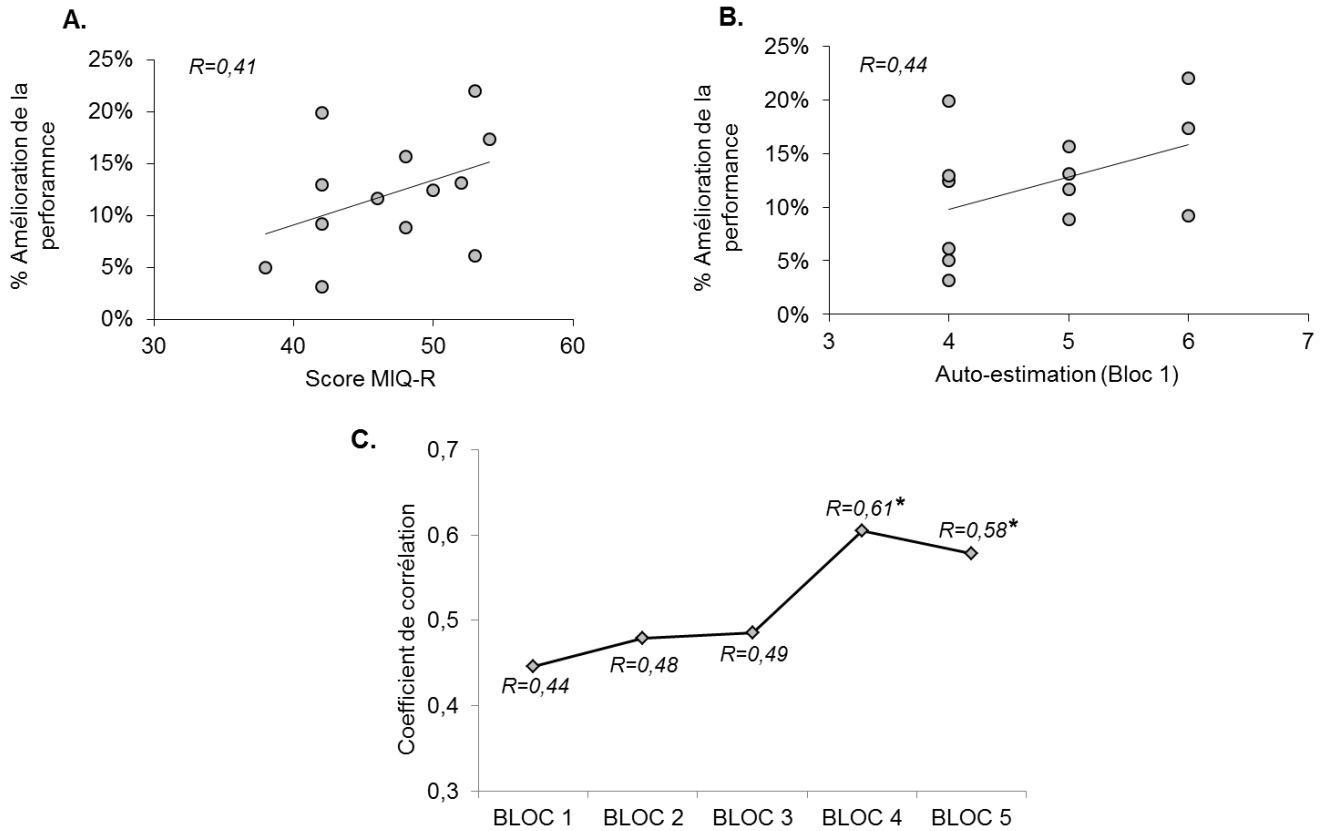 A.
% Amélioration de la
perforamnce
R=0,41
25%
20%
15%
10%
5%
0%
30
40
50
60
Score MIQ-R
B.
% Amélioration de la
performance
R=0,44
25%
20%
15%
10%
5%
0%
3
4
5
6
7
Auto-estimation (Bloc 1)
C.
Coefficient de corrélation
0,7
0,6
0,5
0,4
0,3
R=0,44
R=0,48
R=0,49
R=0,61*
R=0,58*
BLOC 1
BLOC 2
BLOC 3
BLOC 4
BLOC 5